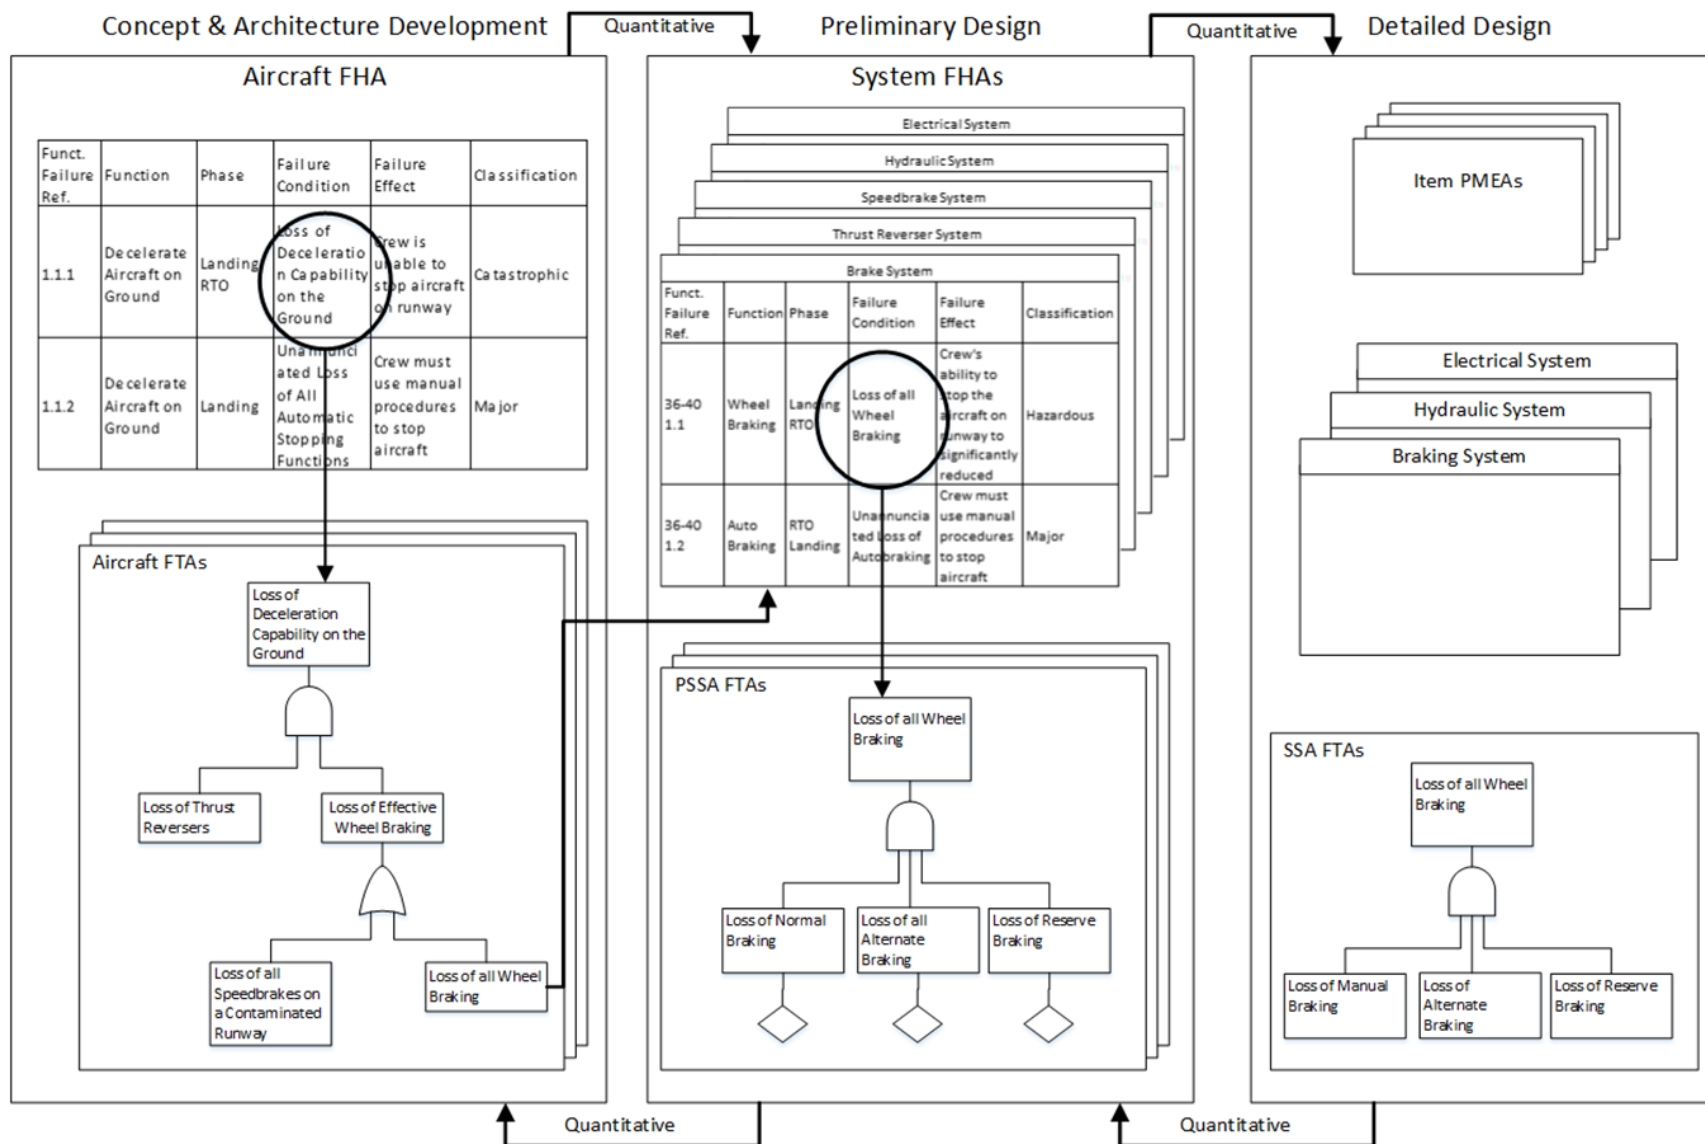 Concept & Architecture Development
Quantitative
Preliminary Design
Quantitative
Detailed Design
Aircraft FHA
Funct.
Failure
Ref.
Function
Phase
Failure
Condition
Failure
Effect
Classification
1.1.1
Decelerate
Aircraft on
Ground
Landing
RTO
Loss of
Deceleratio
n Capability
on the
Ground
Crew is
unable to
stop aircraft
on runway
Catastrophic
1.1.2
Decelerate
Aircraft on
Ground
Landing
Unannunci
ated Loss
of All
Automatic
Stopping
Functions
Crew must
use manual
procedures
to stop
aircraft
Major
Aircraft FTAs
Loss of
Deceleration
Capability on the
Ground
Loss of Thrust
Reversers
Loss of Effective
Wheel Braking
Loss of all
Speedbrakes on
a Contaminated
Runway
Loss of all Wheel
Braking
System FHAs
Electrical System
Hydraulic System
Speedbrake System
Thrust Reverser System
Brake System
Funct.
Failure
Ref.
Function
Phase
Failure
Condition
Failure
Effect
Classification
36-40
1.1
Wheel
Braking
Landing
RTO
Loss of all
Wheel
Braking
Crew's
ability to
stop the
aircraft on
runway to
significantly
reduced
Hazardous
36-40
1.2
Auto
Braking
RTO
Landing
Unannuncia
ted Loss of
Autobraking
Crew must
use manual
procedures
to stop
aircraft
Major
PSSA FTAs
Loss of all Wheel
Braking
Loss of Normal
Braking
Loss of all
Alternate
Braking
Loss of Reserve
Braking
Item PMEAs
Electrical System
Hydraulic System
Braking System
SSA FTAs
Loss of all Wheel
Braking
Loss of Manual
Braking
Loss of
Alternate
Braking
Loss of Reserve
Braking
Quantitative
Quantitative